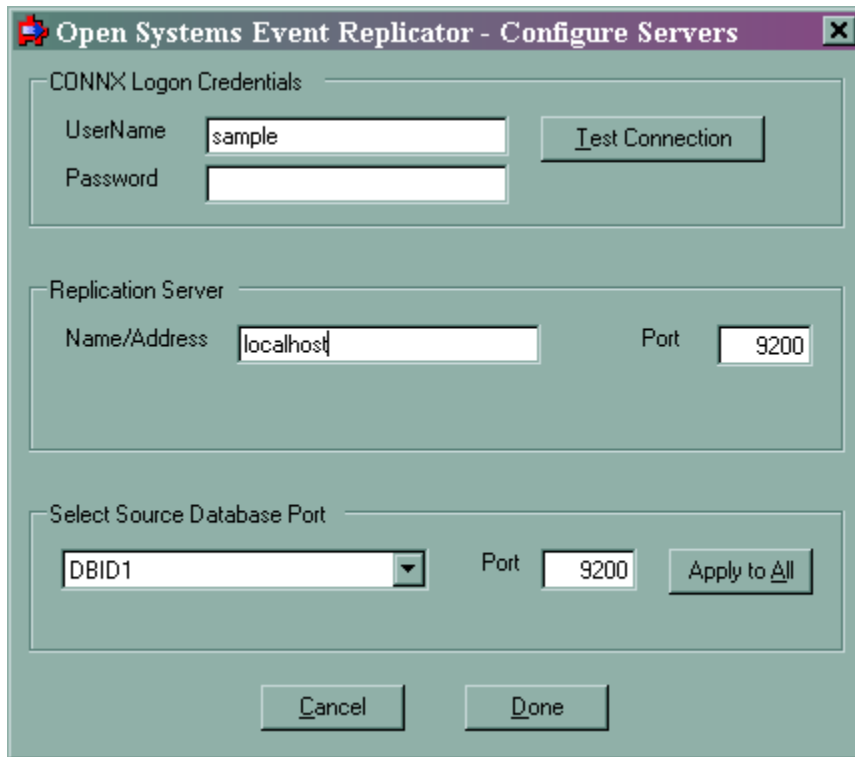 Open Systems Event Replicator - Configure Servers
CONNX Logon Credentials
UserName sample Test Connection
Password
Replication Server
Name/Address localhost Port 9200
Select Source Database Port
DBID1 Port 9200 Apply to All
Cancel Done